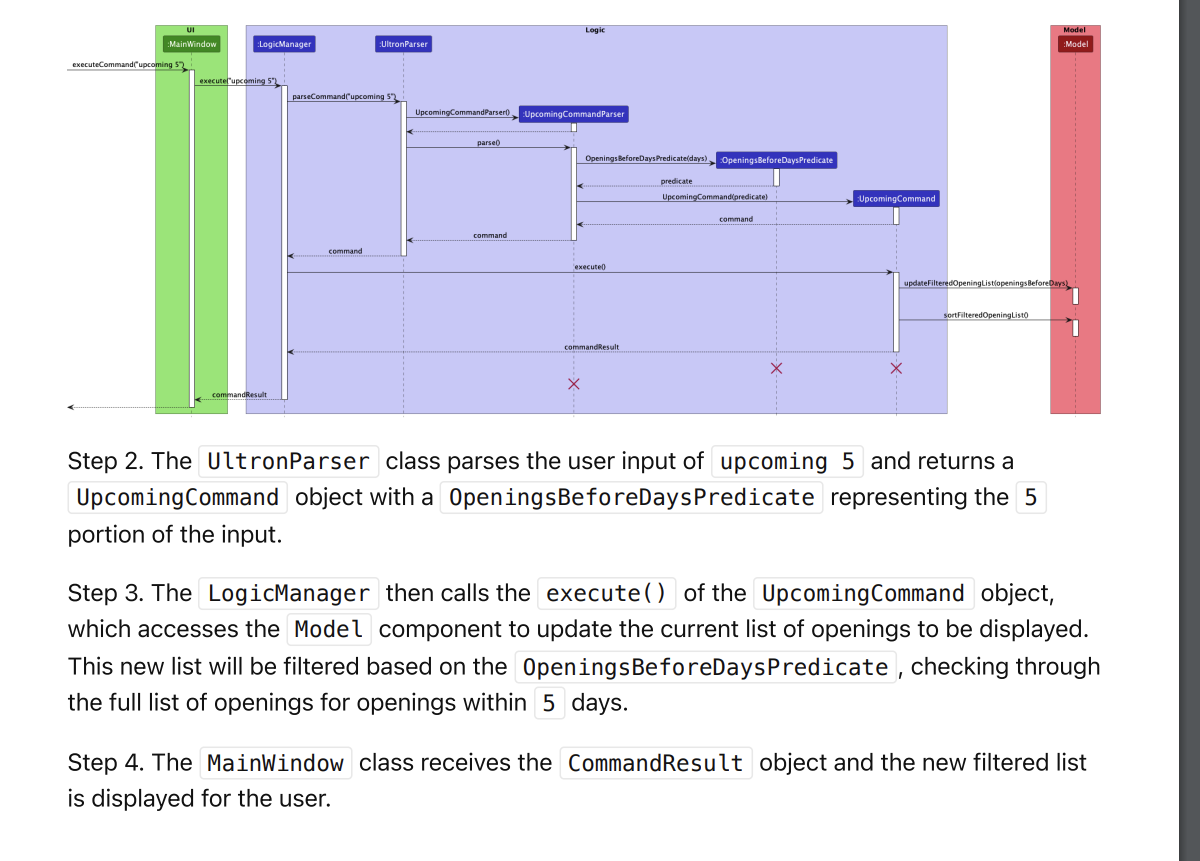 UI
Logic
Model
:MainWindow
:LogicManager
:UltronParser
:Model
executeCommand("upcoming 5")
execute("upcoming 5")
parseCommand("upcoming 5")
UpcomingCommandParser()
:UpcomingCommandParser
parse()
OpeningsBeforeDaysPredicate(days)
:OpeningsBeforeDaysPredicate
predicate
UpcomingCommand(predicate)
:UpcomingCommand
command
command
command
execute()
updateFilteredOpeningList(openingsBeforeDays)
sortFilteredOpeningList()
commandResult
commandResult
Step 2. The UltronParser class parses the user input of upcoming 5 and returns a
UpcomingCommand object with a OpeningsBeforeDaysPredicate representing the 5
portion of the input.
Step 3. The LogicManager then calls the execute() of the UpcomingCommand object,
which accesses the Model component to update the current list of openings to be displayed.
This new list will be filtered based on the OpeningsBeforeDaysPredicate, checking through
the full list of openings for openings within 5 days.
Step 4. The MainWindow class receives the CommandResult object and the new filtered list
is displayed for the user.